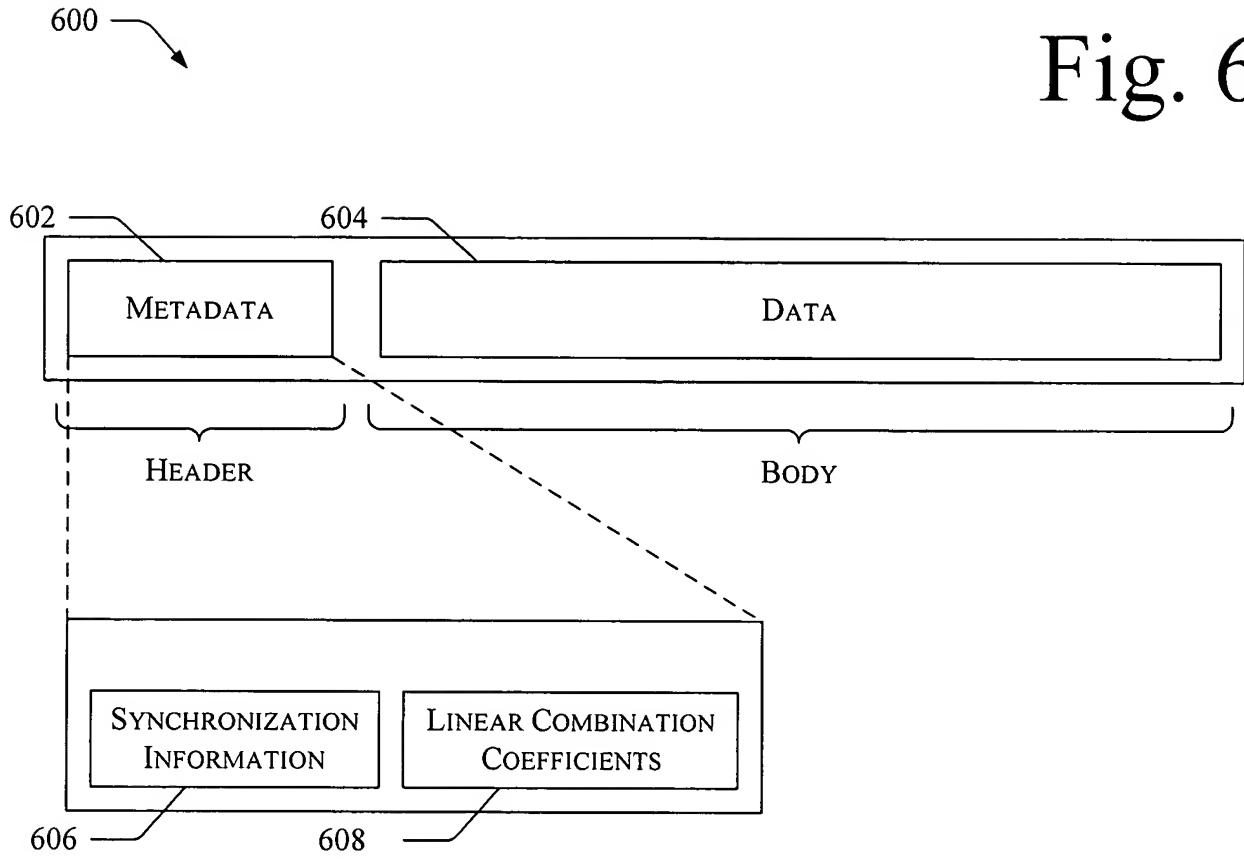 600
Fig. 6
602
604
METADATA
DATA
HEADER
BODY
SYNCHRONIZATION
INFORMATION
LINEAR COMBINATION
COEFFICIENTS
606
608